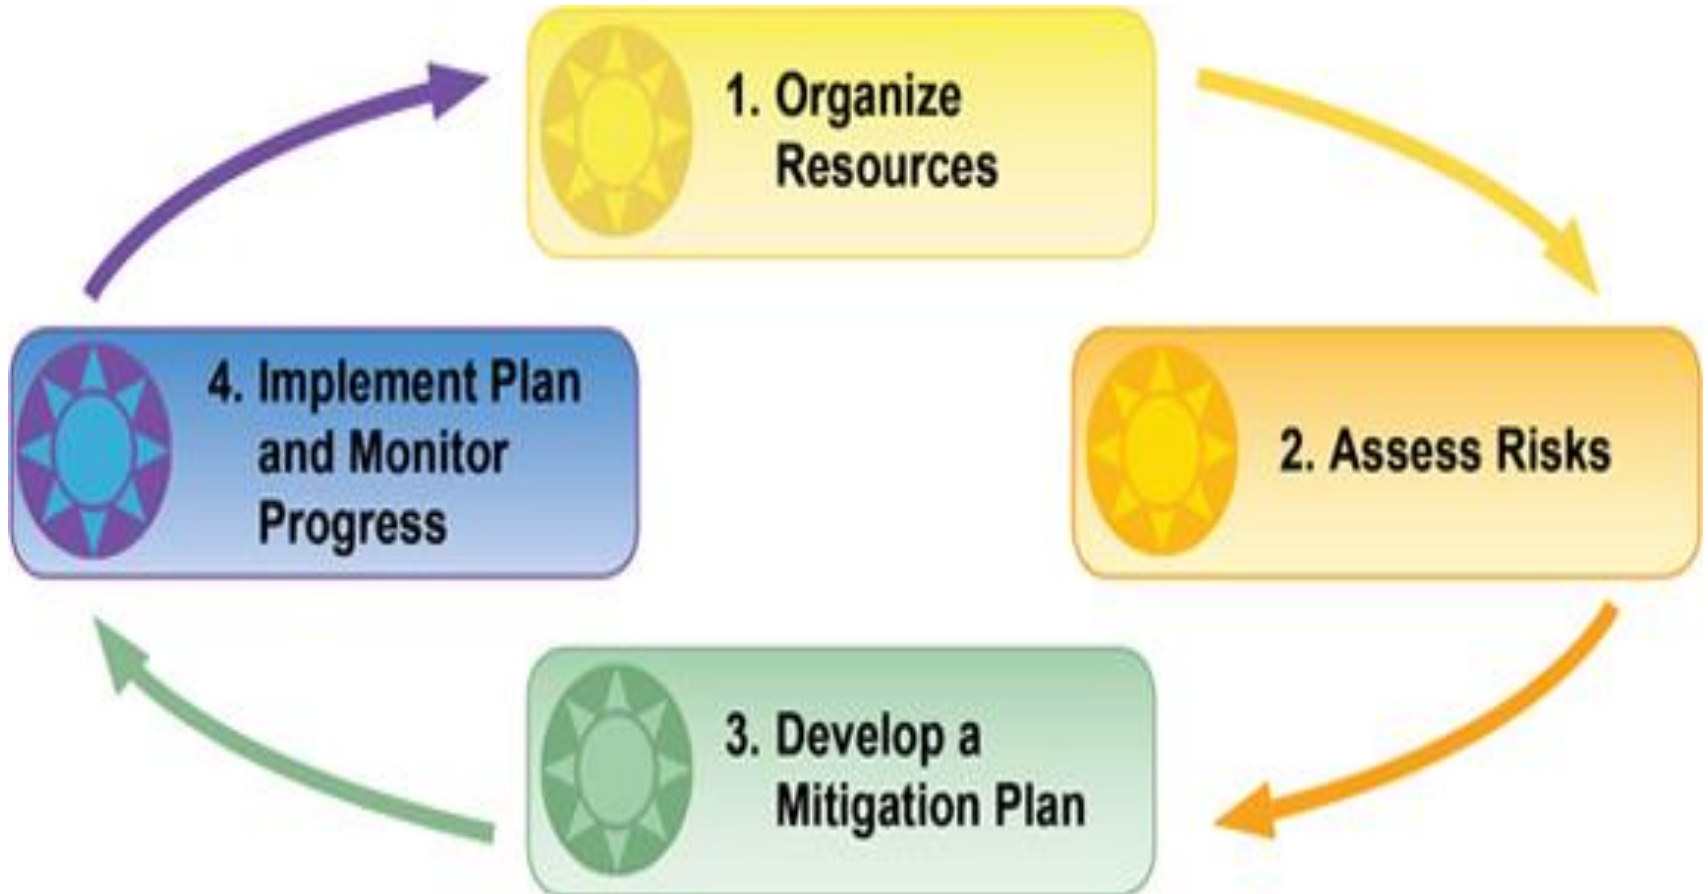 1. Organize
Resources
2. Assess Risks
3. Develop a
Mitigation Plan
4. Implement Plan
and Monitor
Progress